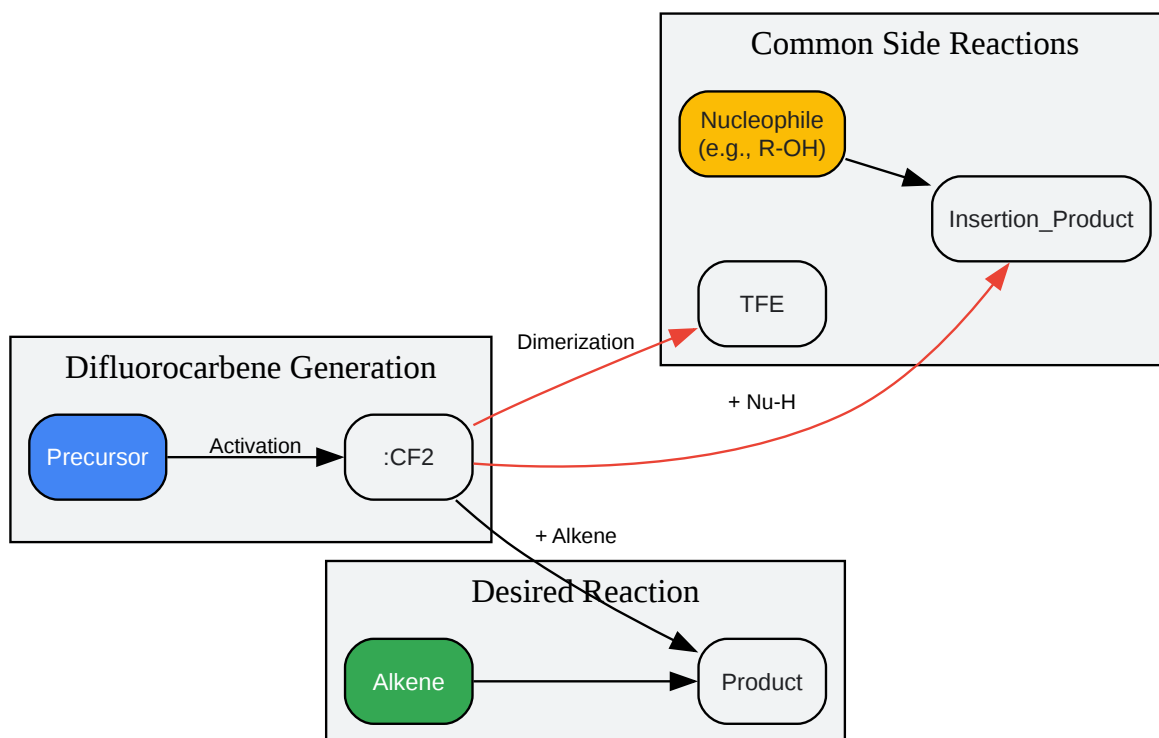 Common Side Reactions
Nucleophile
(e.g., R-OH)
Insertion_Product
TFE
Dimerization
+ Nu-H
Difluorocarbene Generation
Precursor
Activation
:CF2
+ Alkene
Desired Reaction
Alkene
Product